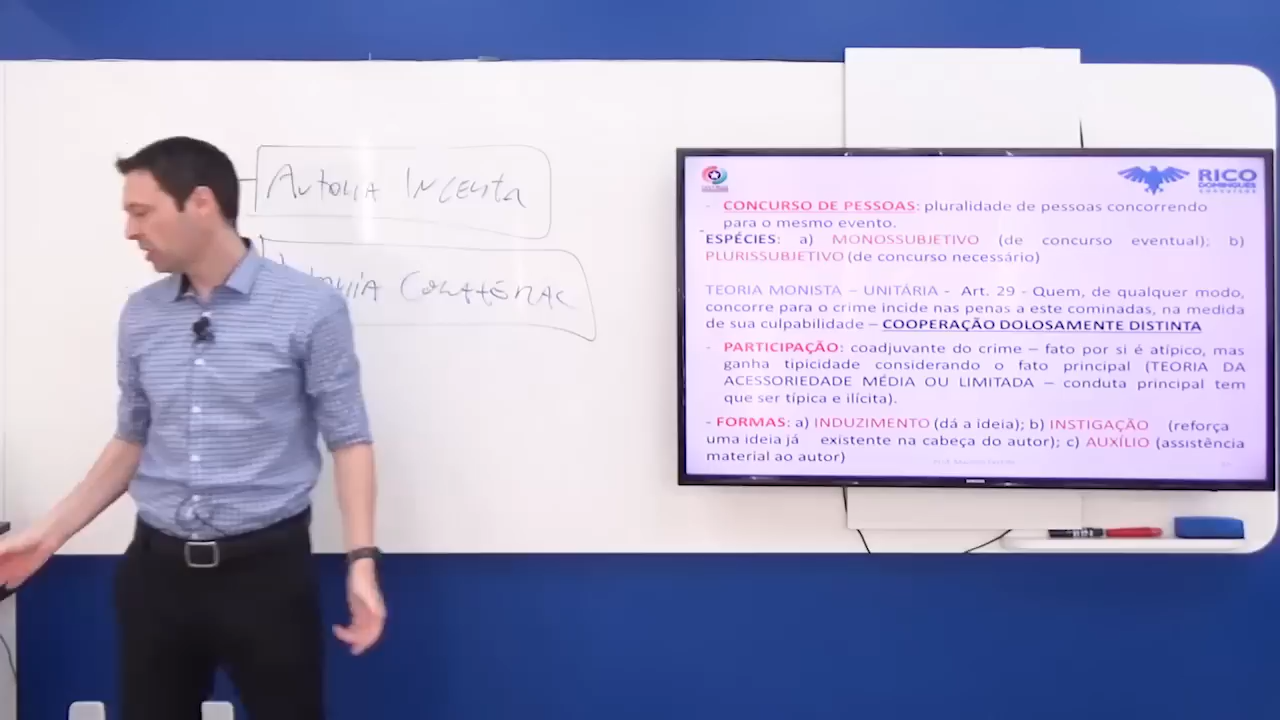 Autoria Incerta
Colateral
RICO
DOMINGUES
CONCURSOS
- CONCURSO DE PESSOAS: pluralidade de pessoas concorrendo
para o mesmo evento.
ESPÉCIES: a) MONOSSUBJETIVO (de concurso eventual); b)
PLURISSUBJETIVO (de concurso necessário)
TEORIA MONISTA – UNITÁRIA - Art. 29 - Quem, de qualquer modo,
concorre para o crime incide nas penas a este cominadas, na medida
de sua culpabilidade – COOPERAÇÃO DOLOSAMENTE DISTINTA
- PARTICIPAÇÃO: coadjuvante do crime – fato por si é atípico, mas
ganha tipicidade considerando o fato principal (TEORIA DA
ACESSORIEDADE MÉDIA OU LIMITADA – conduta principal tem
que ser típica e ilícita).
- FORMAS: a) INDUZIMENTO (dá a ideia); b) INSTIGAÇÃO (reforça
uma ideia já existente na cabeça do autor); c) AUXÍLIO (assistência
material ao autor)